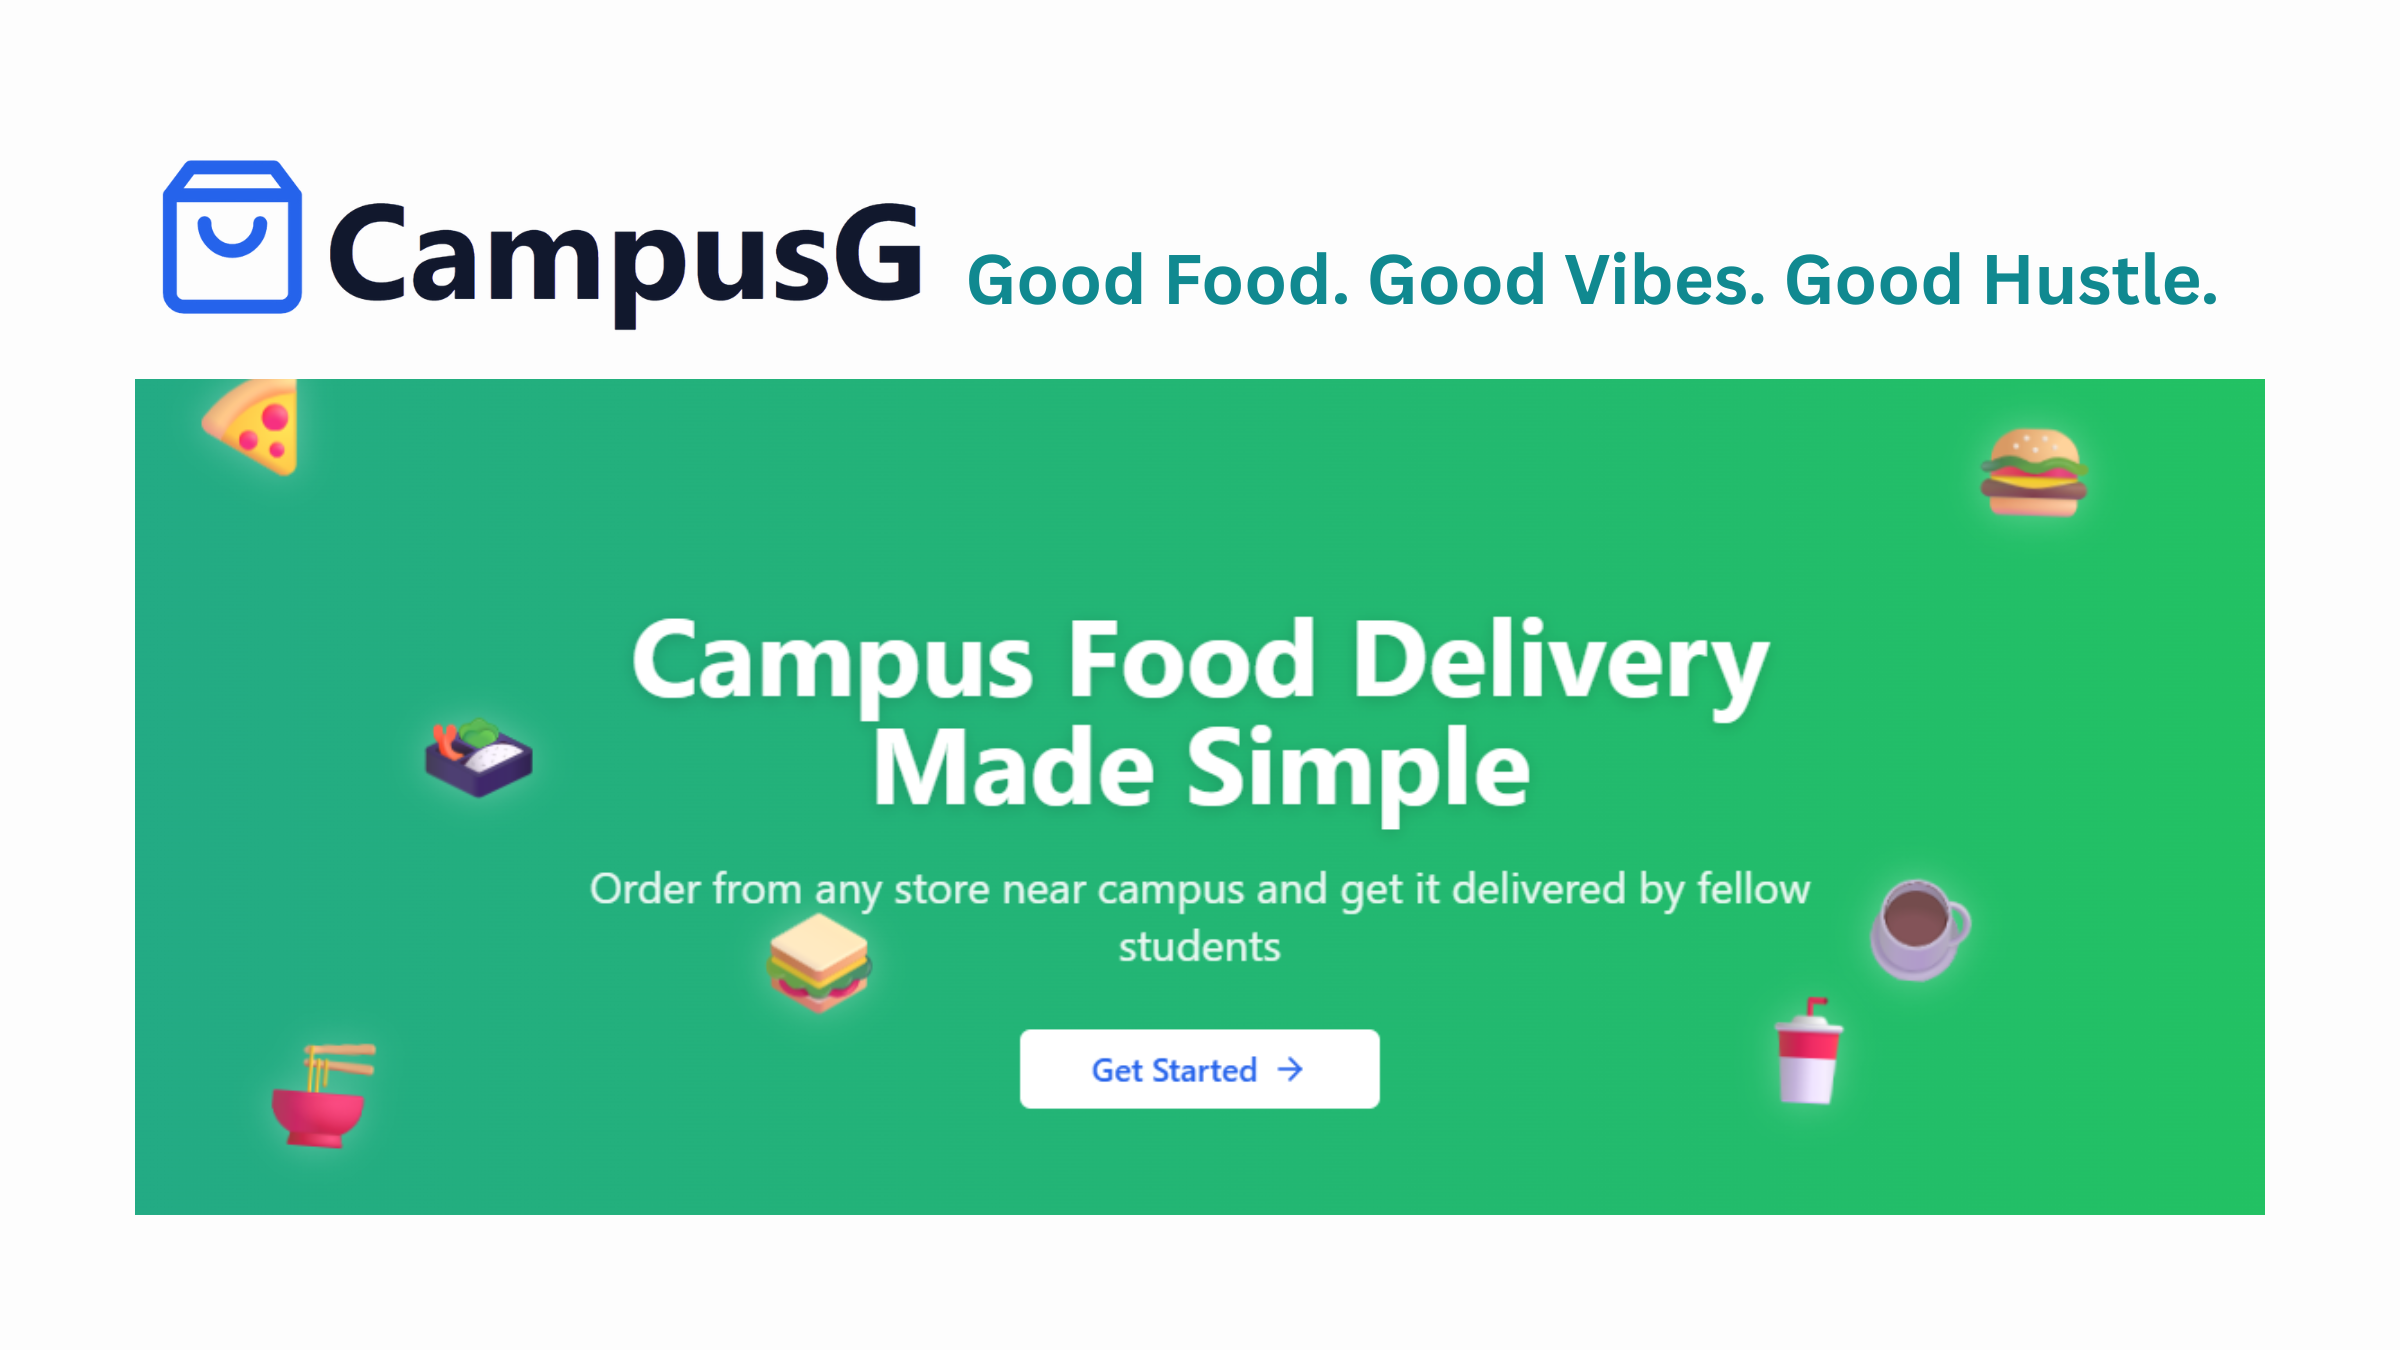 CampusG
Good Food. Good Vibes. Good Hustle.
Campus Food Delivery
Made Simple
Order from any store near campus and get it delivered by fellow
students
Get Started →